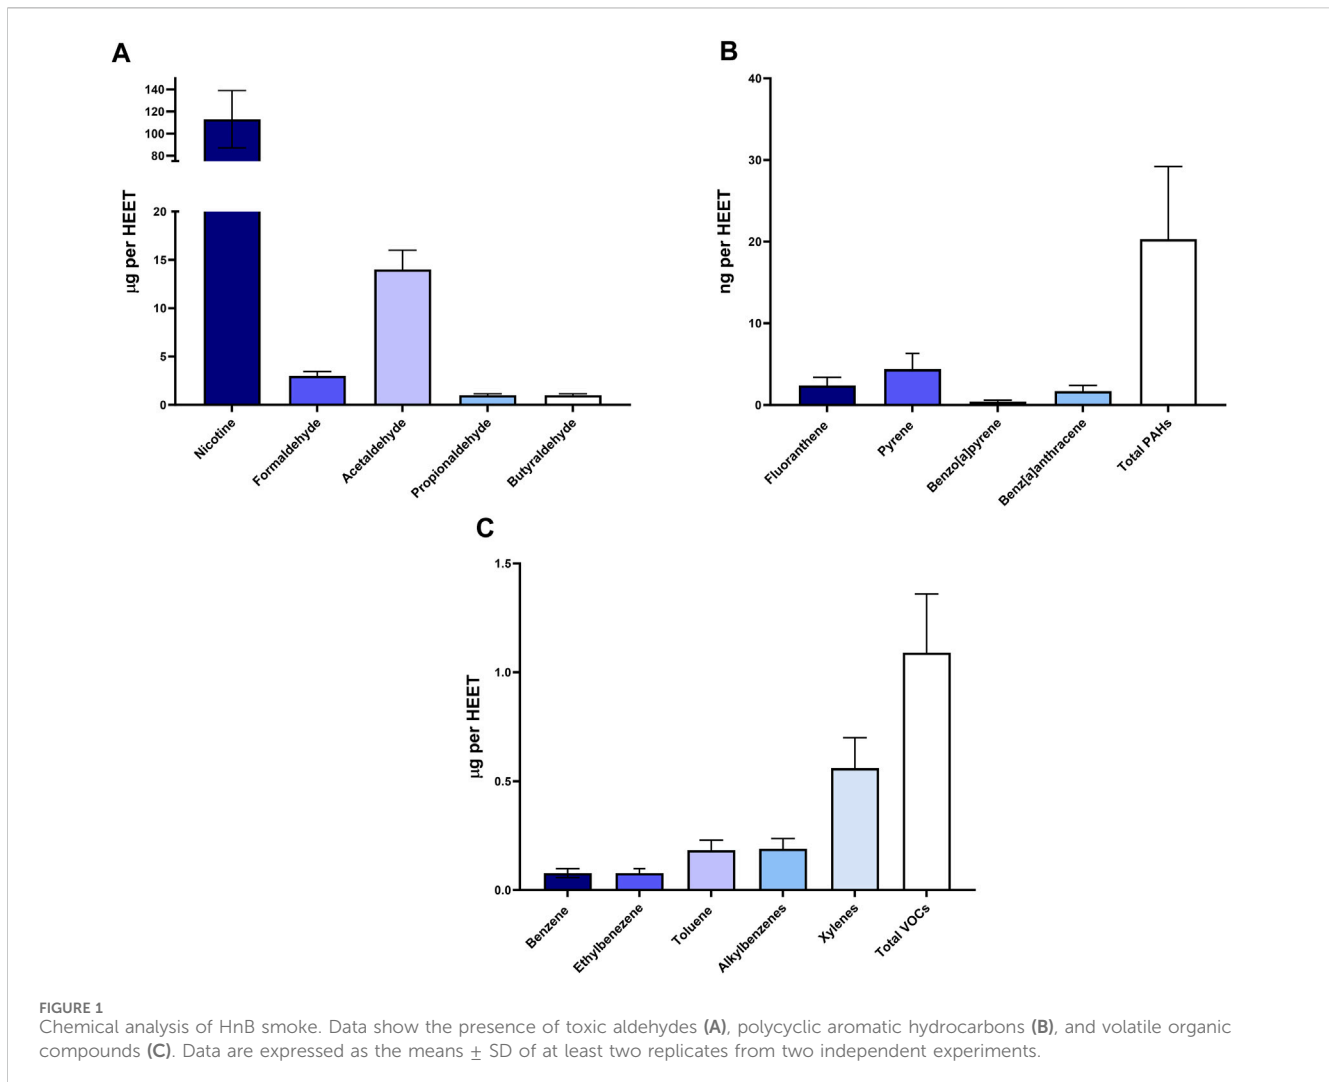 A
µg per HEET
140
120
100
80
20
15
10
5
0
Nicotine
Formaldehyde
Acetaldehyde
Propionaldehyde
Butyraldehyde
B
ng per HEET
40
30
20
10
0
Fluoranthene
Pyrene
Benzo[a]pyrene
Benz[a]anthracene
Total PAHs
C
µg per HEET
1.5
1.0
0.5
0.0
Benzene
Ethylbenezene
Toluene
Alkylbenzenes
Xylenes
Total VOCs
FIGURE 1
Chemical analysis of HnB smoke. Data show the presence of toxic aldehydes (A), polycyclic aromatic hydrocarbons (B), and volatile organic
compounds (C). Data are expressed as the means ± SD of at least two replicates from two independent experiments.